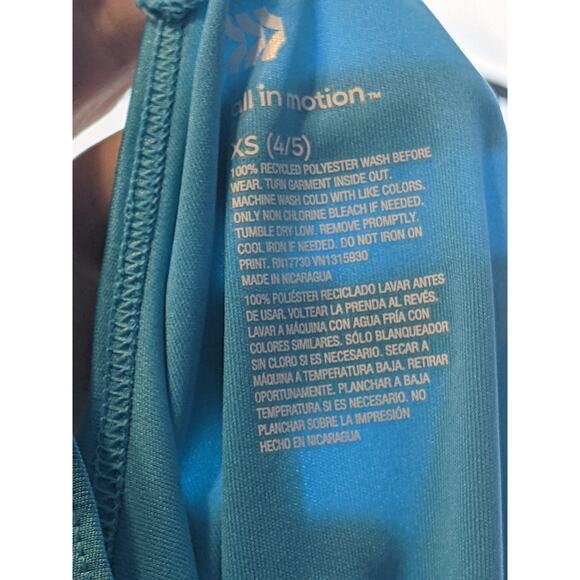 all in motion™
XS (4/5)
100% RECYCLED POLYESTER WASH BEFORE
WEAR. TURN GARMENT INSIDE OUT.
MACHINE WASH COLD WITH LIKE COLORS.
ONLY NON CHLORINE BLEACH IF NEEDED.
TUMBLE DRY LOW. REMOVE PROMPTLY.
COOL IRON IF NEEDED. DO NOT IRON ON
PRINT. RN17730 VN1315930
MADE IN NICARAGUA
100% POLIÉSTER RECICLADO LAVAR ANTES
DE USAR. VOLTEAR LA PRENDA AL REVÉS.
LAVAR A MÁQUINA CON AGUA FRÍA CON
COLORES SIMILARES. SÓLO BLANQUEADOR
SIN CLORO SI ES NECESARIO. SECAR A
MÁQUINA A TEMPERATURA BAJA. RETIRAR
OPORTUNAMENTE. PLANCHAR A BAJA
TEMPERATURA SI ES NECESARIO. NO
PLANCHAR SOBRE LA IMPRESIÓN
HECHO EN NICARAGUA